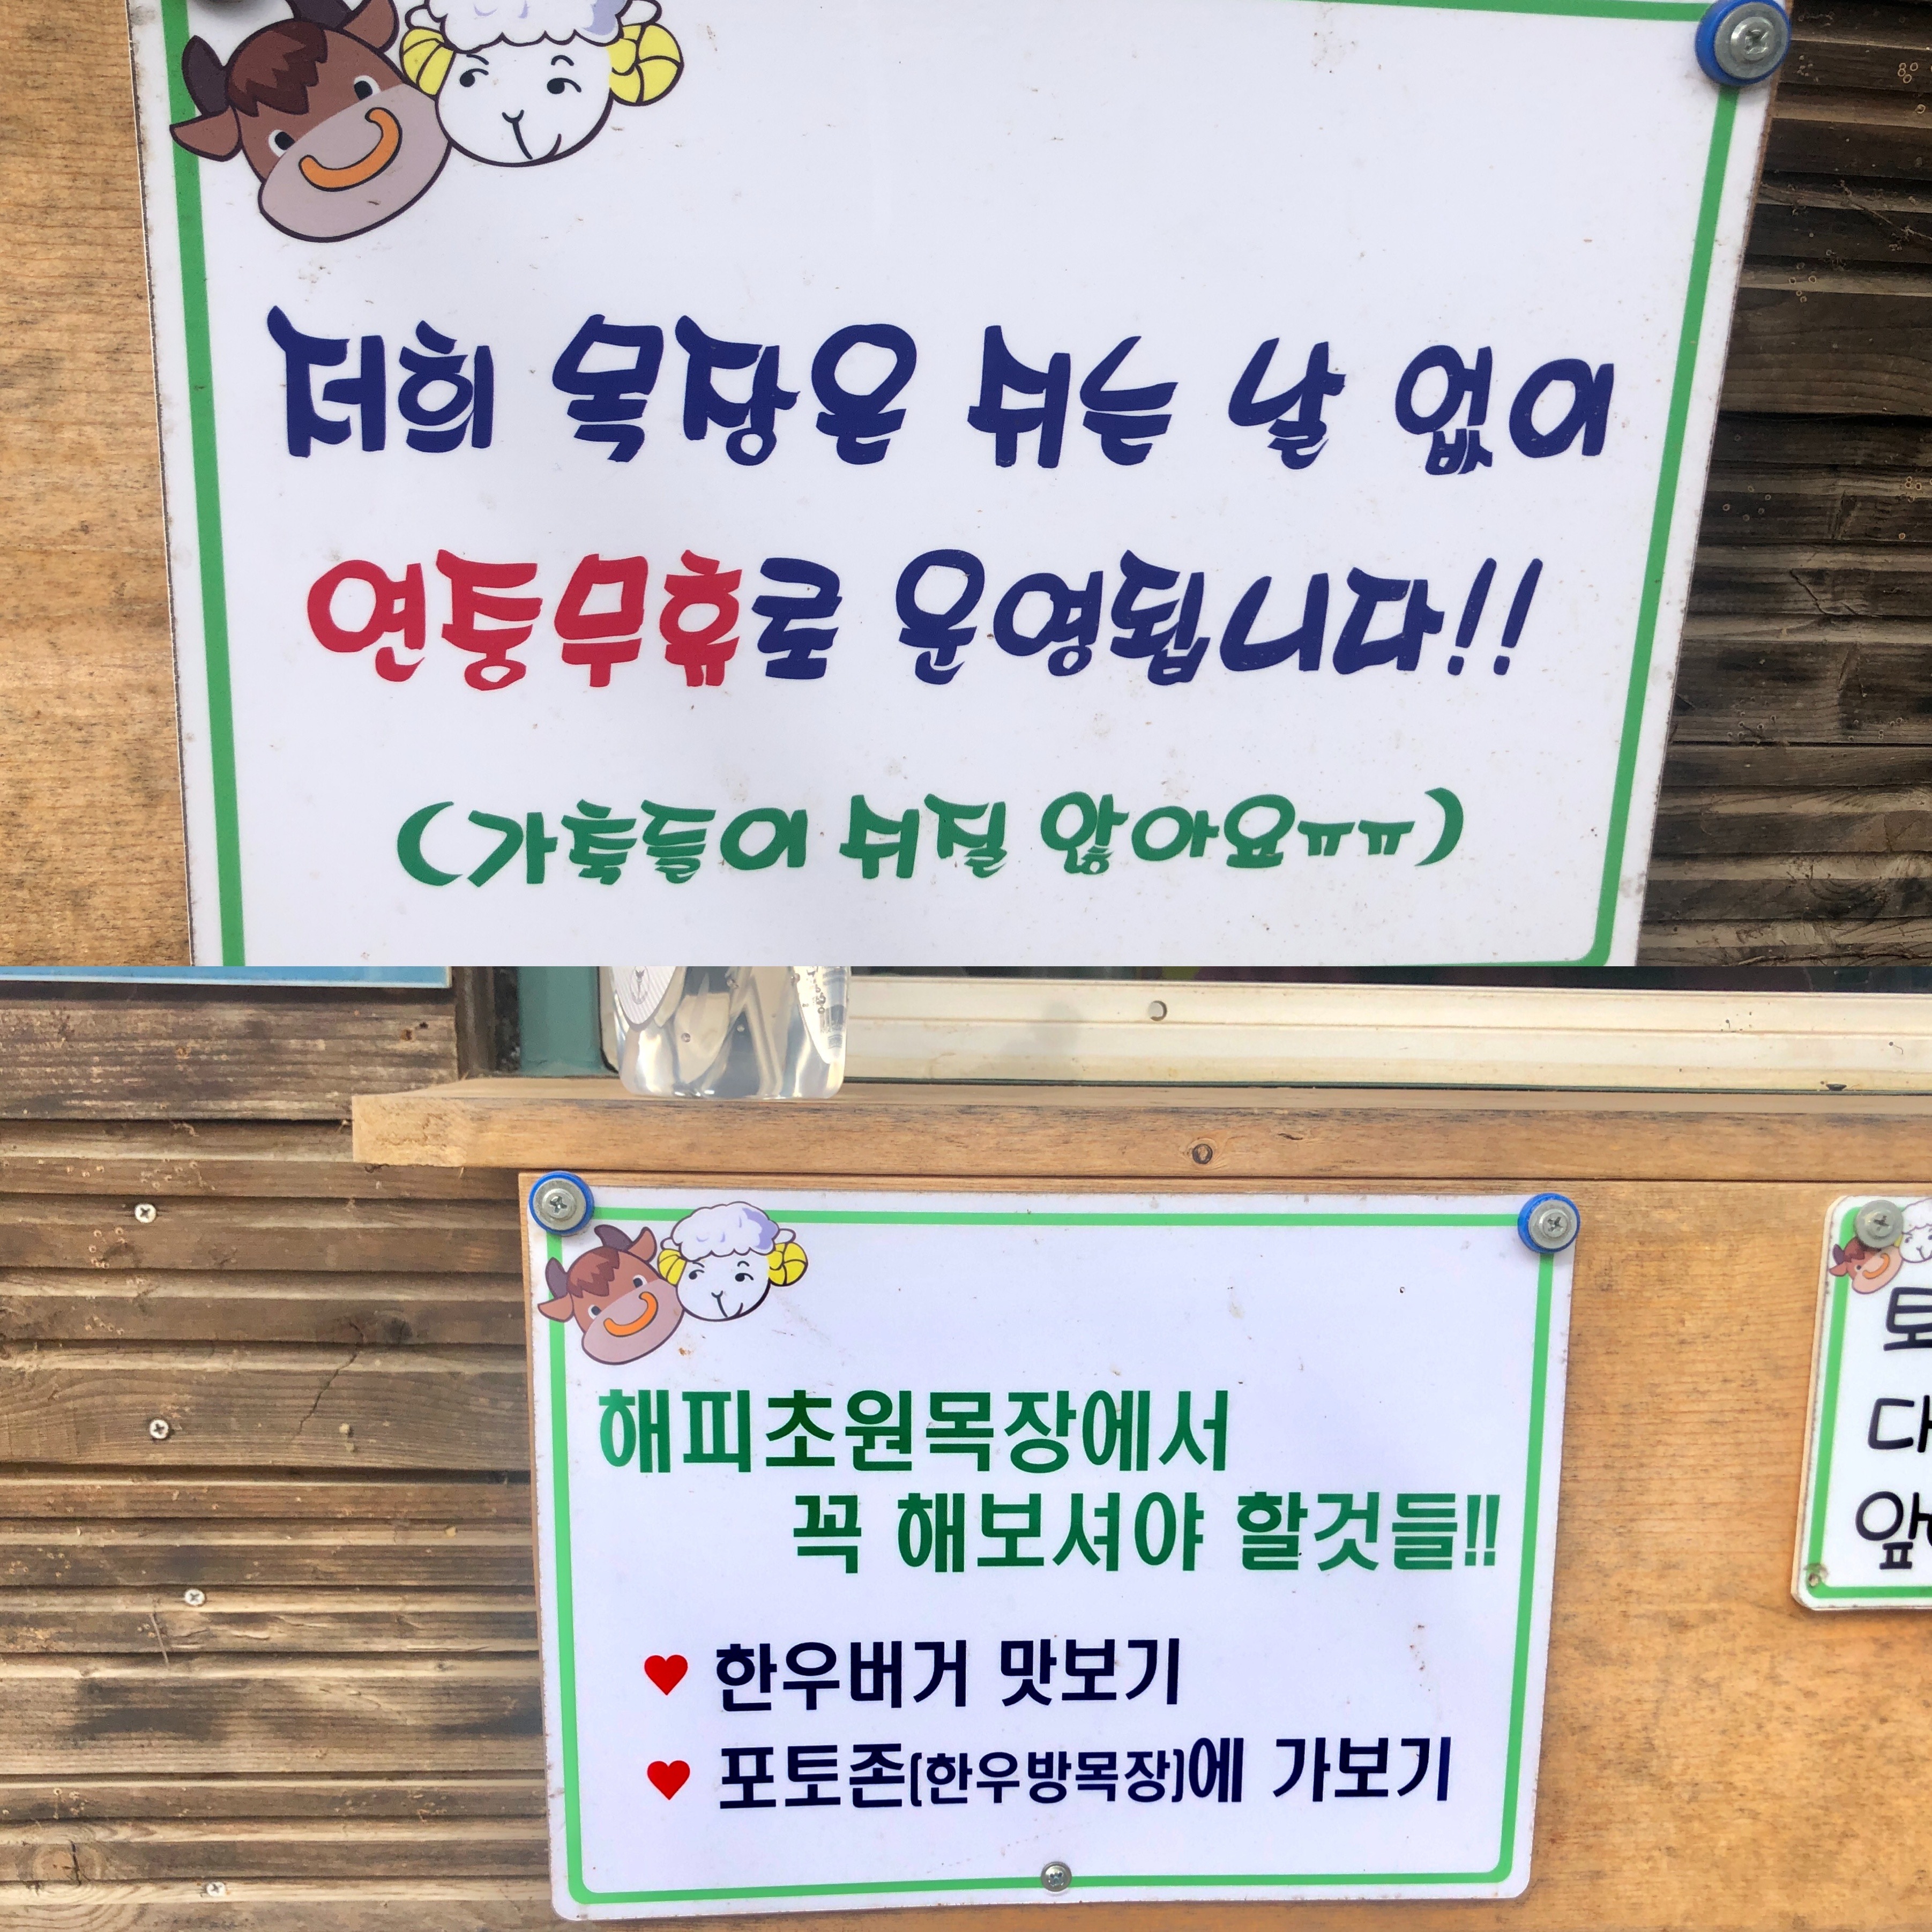 저희 목장은 쉬는 날 없이
연중무휴로 운영됩니다!!
(가축들이 쉬질 않아요ㅠㅠ)
해피초원목장에서
꼭 해보셔야 할것들!!
♥ 한우버거 맛보기
♥ 포토존(한우방목장)에 가보기